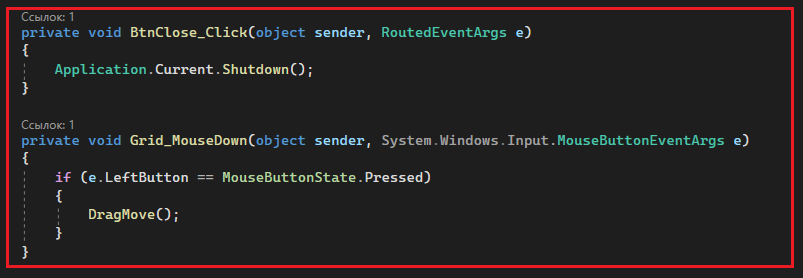 Ссылок: 1
private void BtnClose_Click(object sender, RoutedEventArgs e)
{
    Application.Current.Shutdown();
}
Ссылок: 1
private void Grid_MouseDown(object sender, System.Windows.Input.MouseButtonEventArgs e)
{
    if (e.LeftButton == MouseButtonState.Pressed)
    {
        DragMove();
    }
}